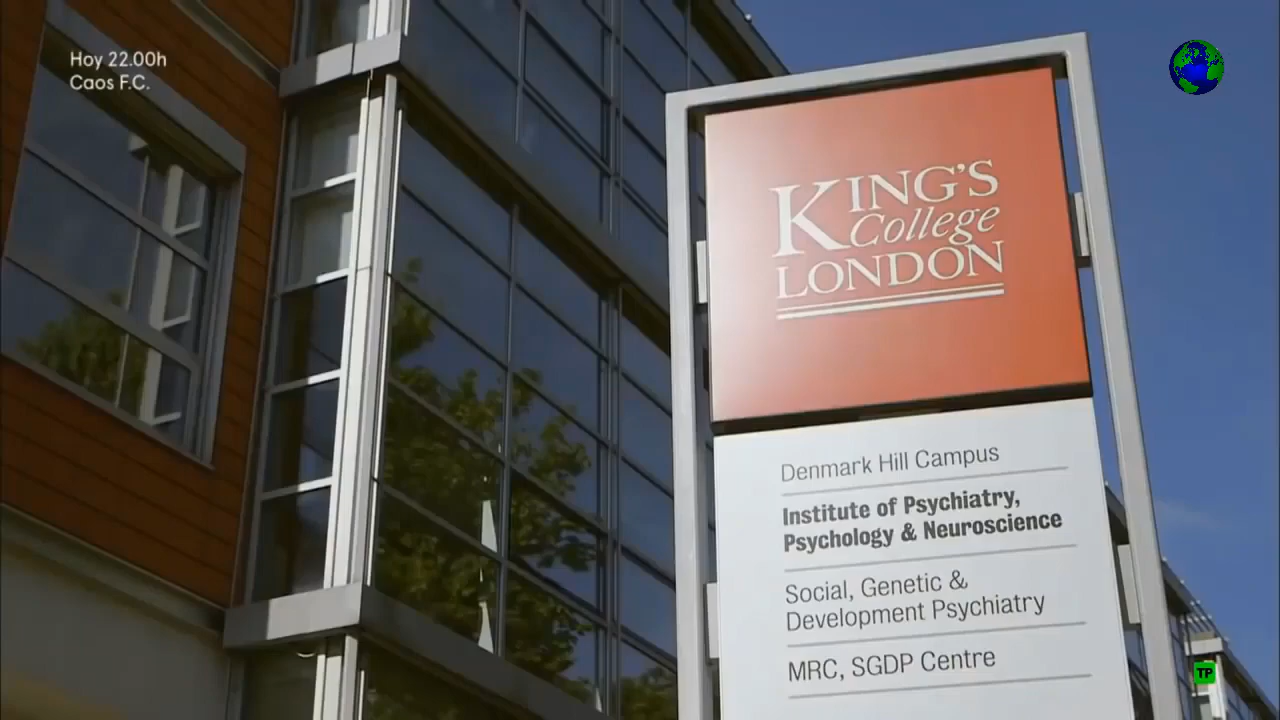 Hoy 22.00h
Caos F.C.
KING'S
College
LONDON
Denmark Hill Campus
Institute of Psychiatry,
Psychology & Neuroscience
Social, Genetic &
Development Psychiatry
MRC, SGDP Centre
TP